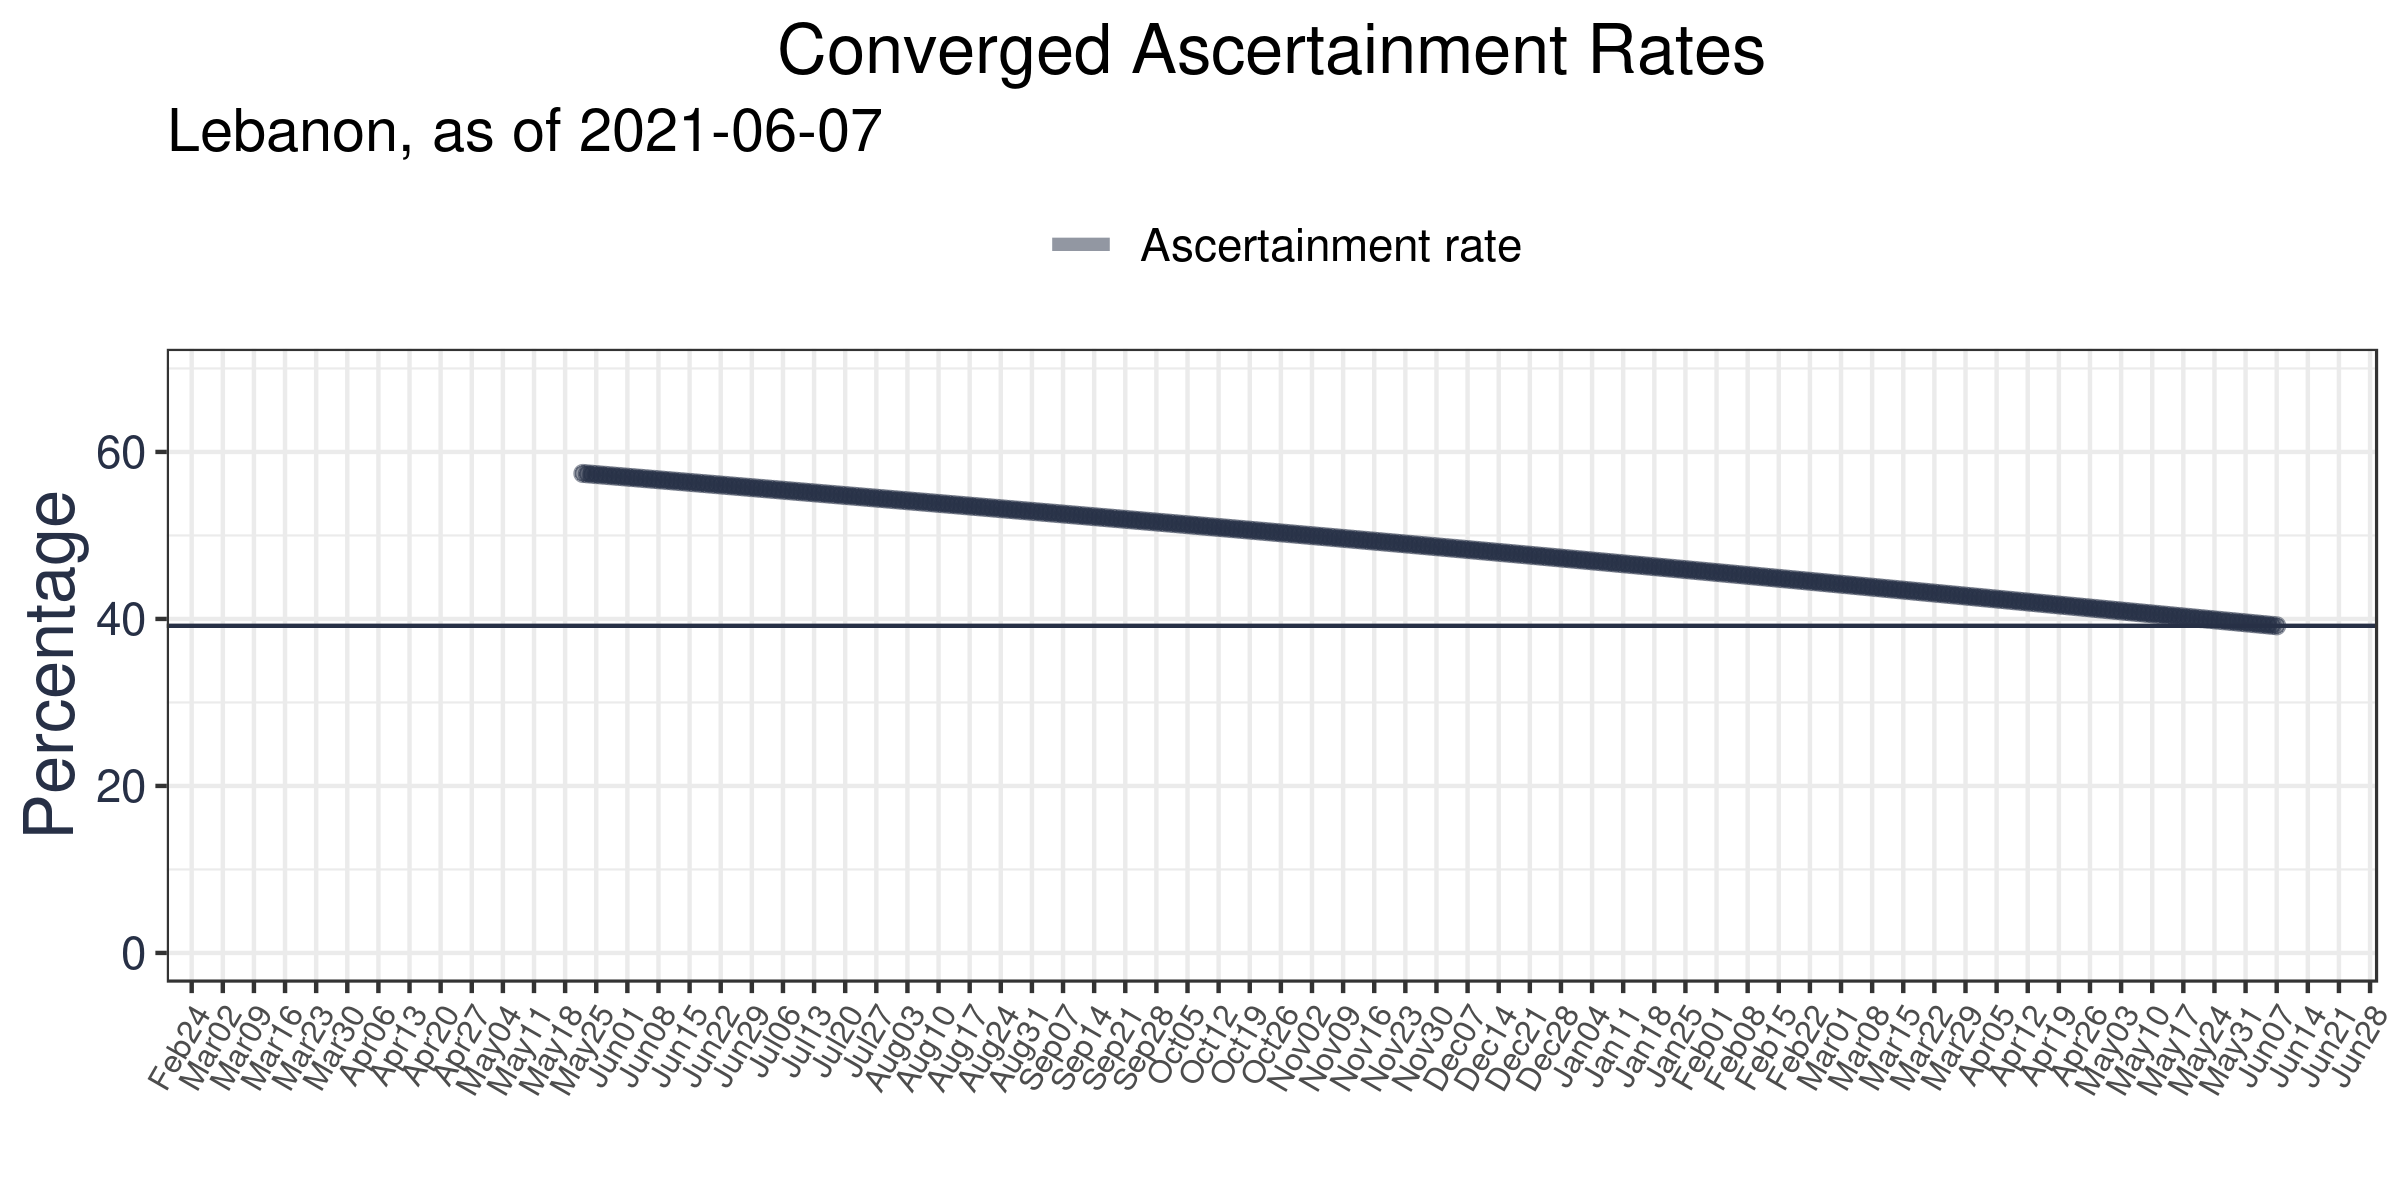 Converged Ascertainment Rates
Lebanon, as of 2021-06-07
Ascertainment rate
Percentage
60
40
20
0
Feb24 Mar02 Mar09 Mar16 Mar23 Mar30 Apr06 Apr13 Apr20 Apr27 May04 May11 May18 May25 Jun01 Jun08 Jun15 Jun22 Jun29 Jul06 Jul13 Jul20 Jul27 Aug03 Aug10 Aug17 Aug24 Aug31 Sep07 Sep14 Sep21 Sep28 Oct05 Oct12 Oct19 Oct26 Nov02 Nov09 Nov16 Nov23 Nov30 Dec07 Dec14 Dec21 Dec28 Jan04 Jan11 Jan18 Jan25 Feb01 Feb08 Feb15 Feb22 Mar01 Mar08 Mar15 Mar22 Mar29 Apr05 Apr12 Apr19 Apr26 May03 May10 May17 May24 May31 Jun07 Jun14 Jun21 Jun28